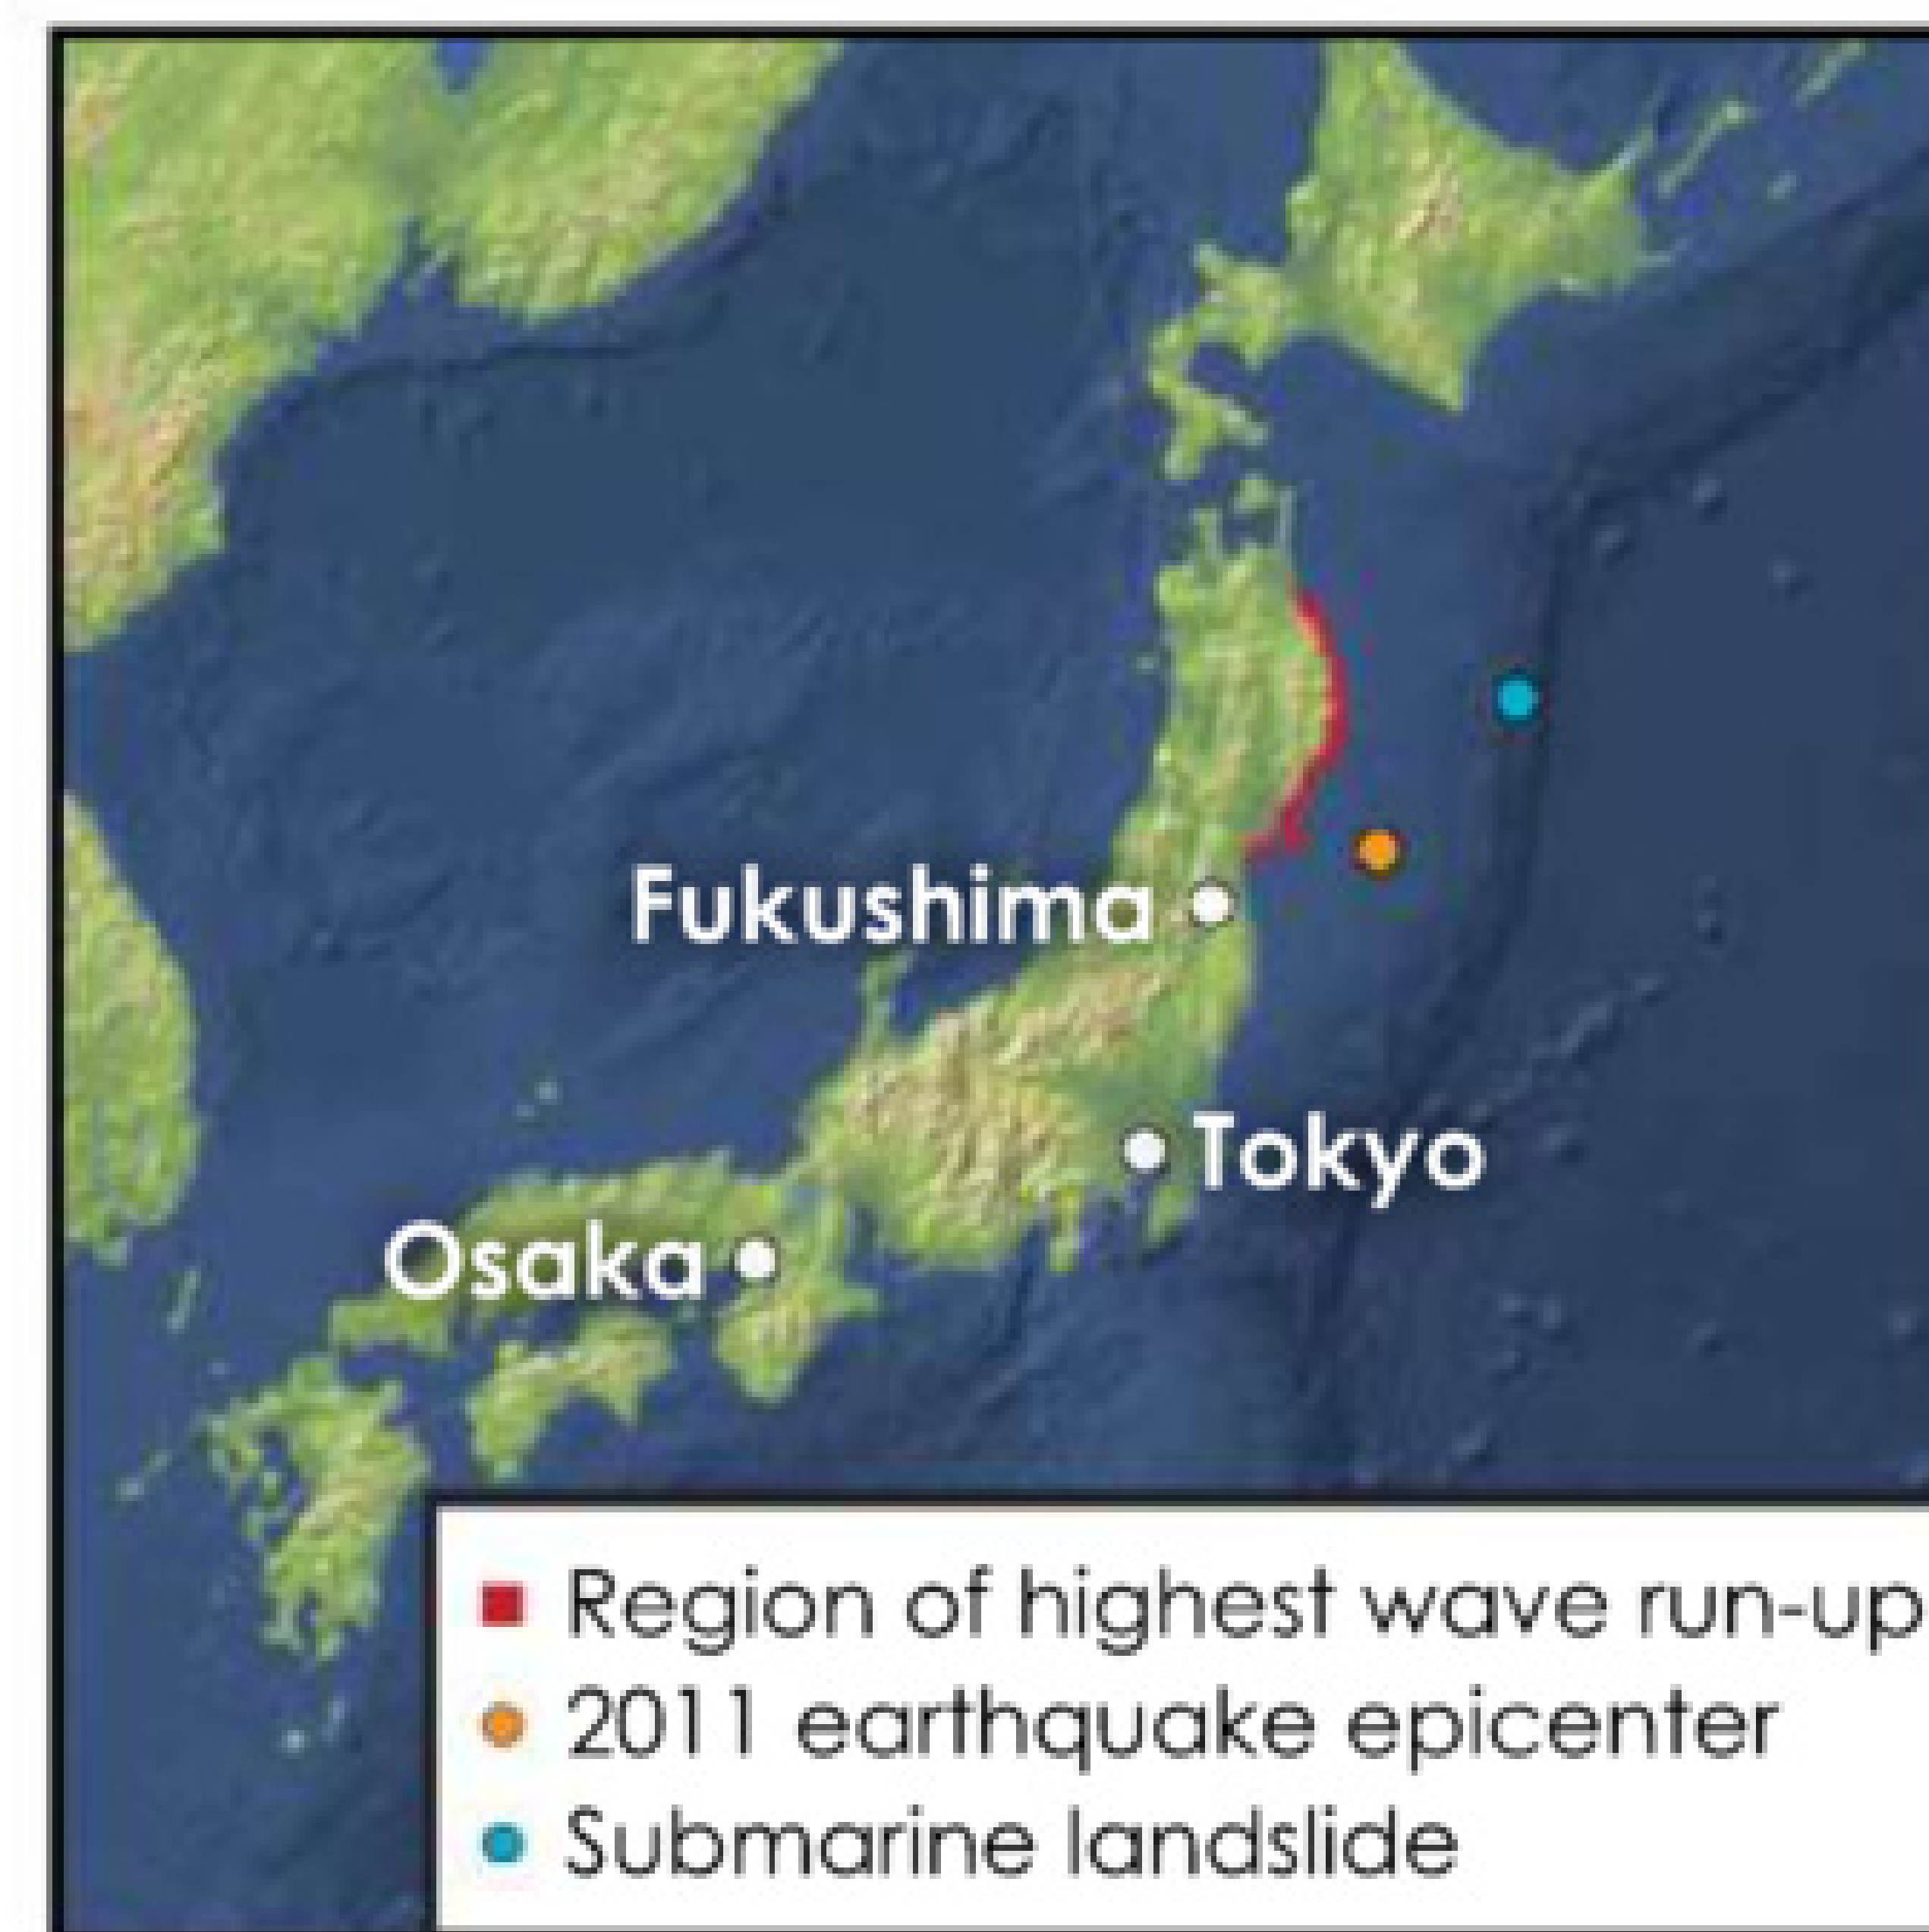 Fukushima
Tokyo
Osaka
Region of highest wave run-up
2011 earthquake epicenter
Submarine landslide